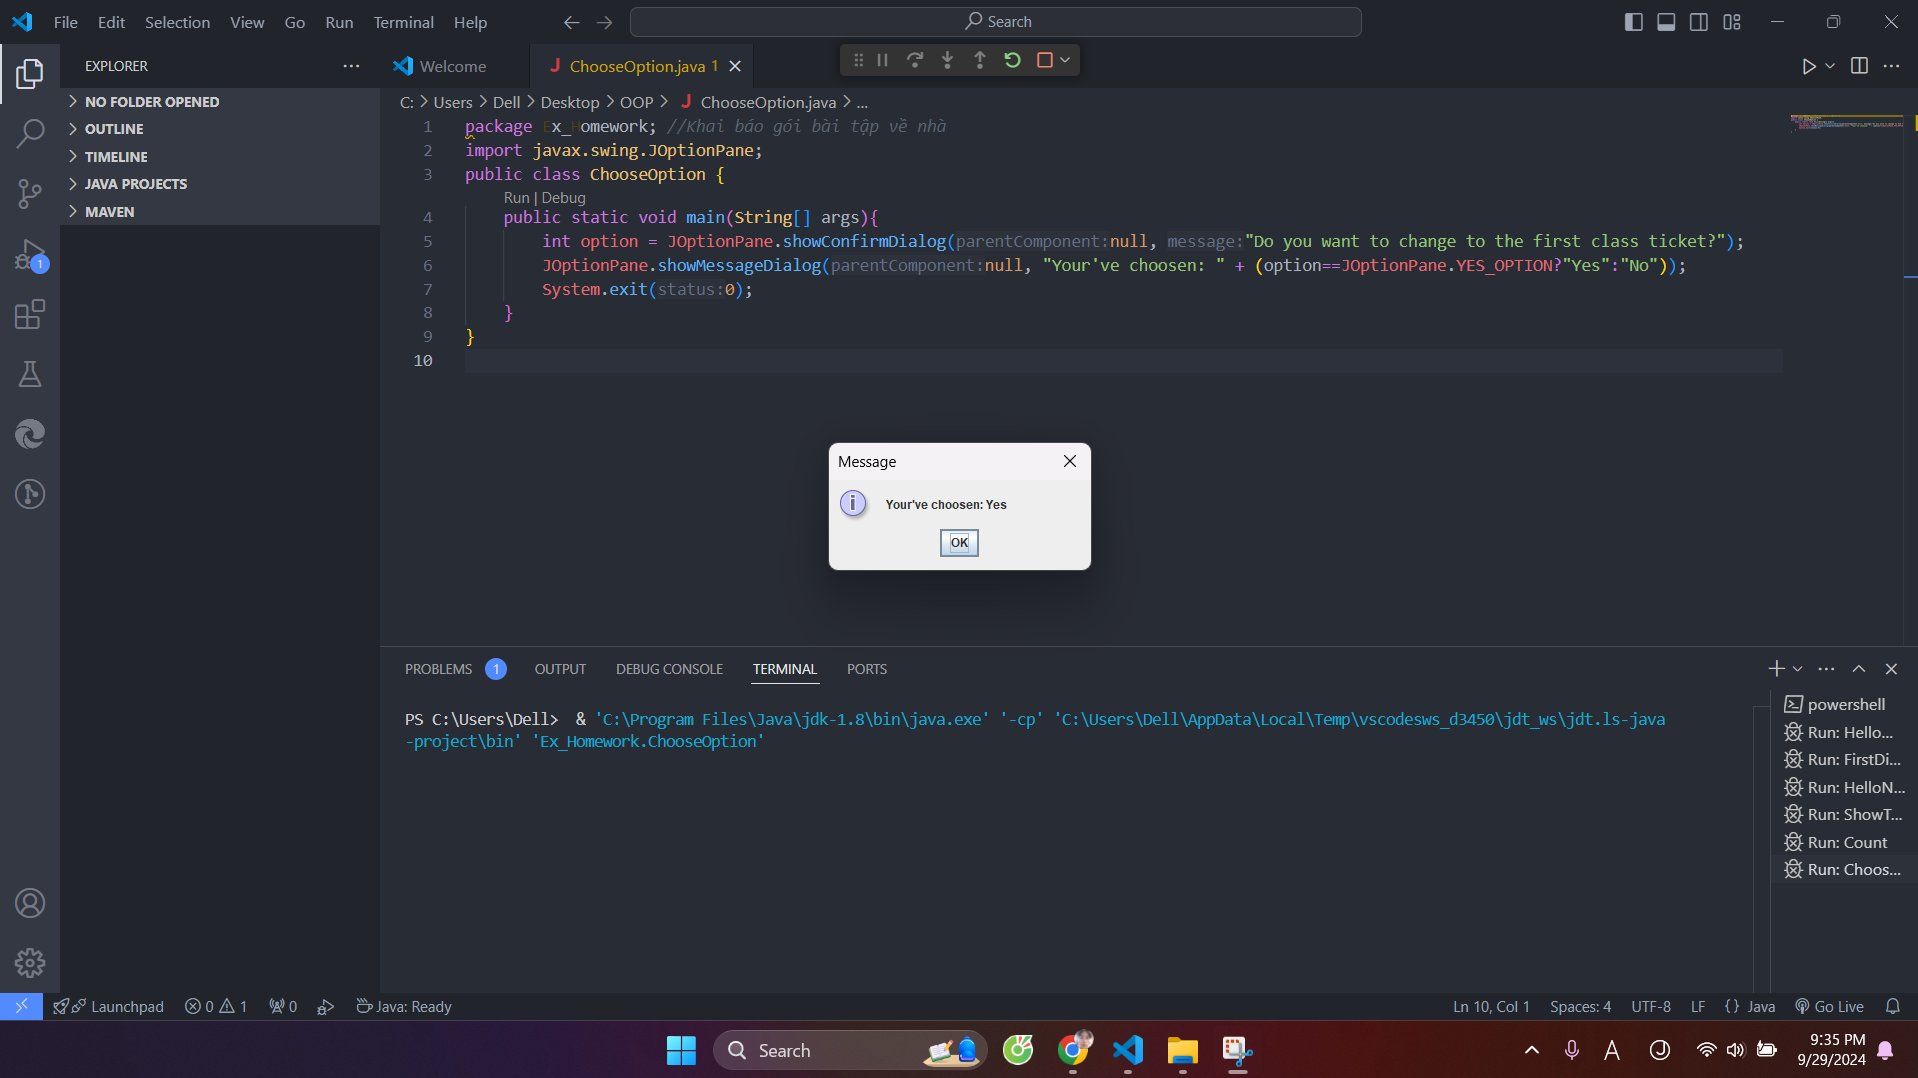 File Edit Selection View Go Run Terminal Help Search
EXPLORER
Welcome ChooseOption.java 1
NO FOLDER OPENED
OUTLINE
TIMELINE
JAVA PROJECTS
MAVEN
1
C: > Users > Dell > Desktop > OOP > J ChooseOption.java > ...
1 package Ex_Homework; //Khai báo gói bài tập về nhà
2 import javax.swing.JOptionPane;
3 public class ChooseOption {
Run | Debug
4 public static void main(String[] args){
5 int option = JOptionPane.showConfirmDialog(parentComponent:null, message:"Do you want to change to the first class ticket?");
6 JOptionPane.showMessageDialog(parentComponent:null, "Your've choosen: " + (option==JOptionPane.YES_OPTION?"Yes":"No"));
7 System.exit(status:0);
8 }
9 }
10
Message
Your've choosen: Yes
OK
PROBLEMS 1 OUTPUT DEBUG CONSOLE TERMINAL PORTS
PS C:\Users\Dell> & 'C:\Program Files\Java\jdk-1.8\bin\java.exe' '-cp' 'C:\Users\Dell\AppData\Local\Temp\vscodesws_d3450\jdt_ws\jdt.ls-java
-project\bin' 'Ex_Homework.ChooseOption'
powershell
Run: Hello...
Run: FirstDi...
Run: HelloN...
Run: ShowT...
Run: Count
Run: Choos...
Launchpad 0 1 0 Java: Ready Ln 10, Col 1 Spaces: 4 UTF-8 LF {} Java Go Live
Search
9:35 PM
9/29/2024